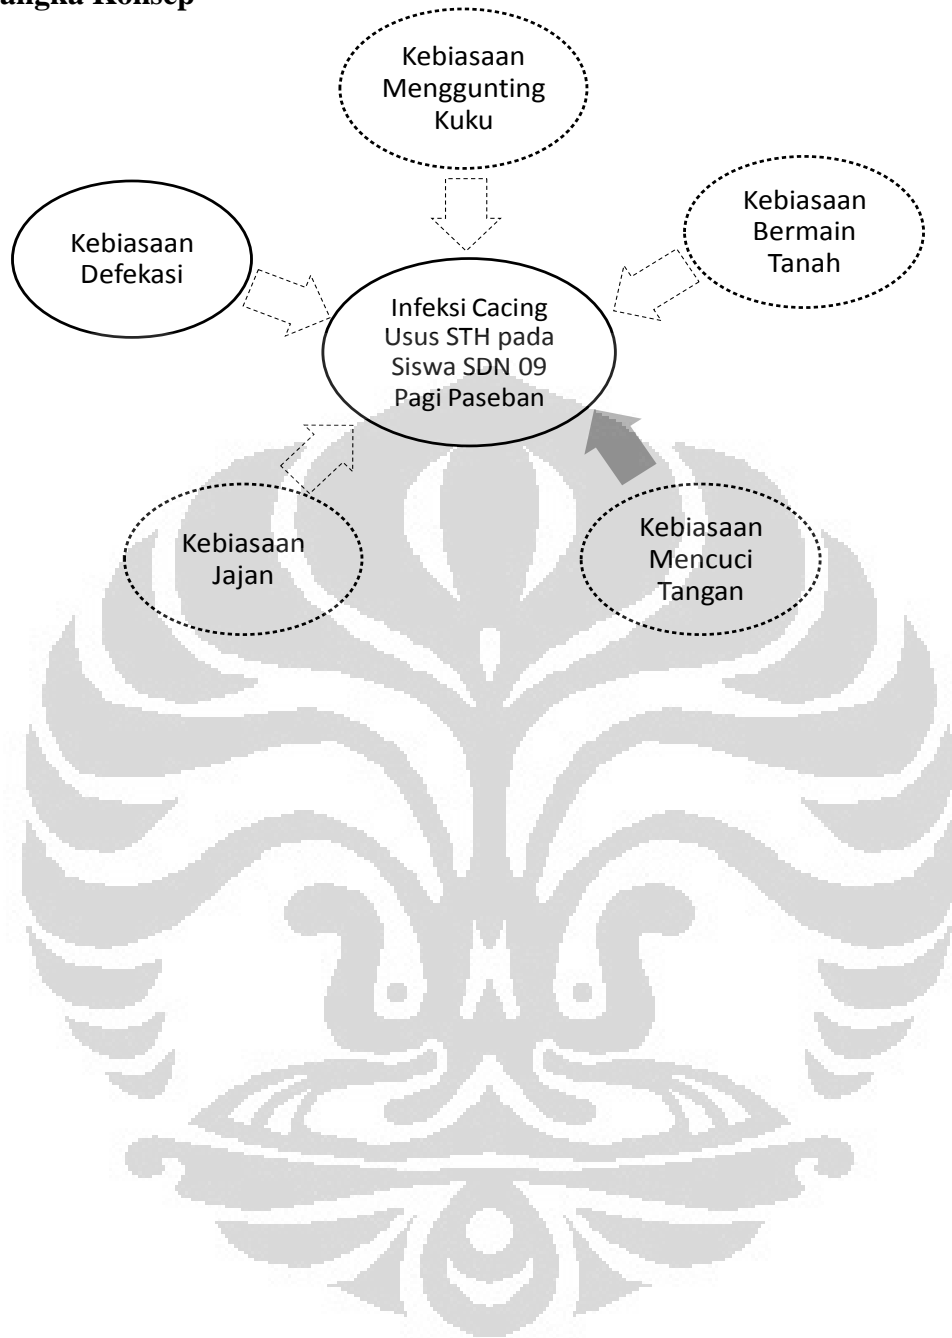 angka Konsep
Kebiasaan
Menggunting
Kuku
Kebiasaan
Bermain
Tanah
Kebiasaan
Defekasi
Infeksi Cacing
Usus STH pada
Siswa SDN 09
Pagi Paseban
Kebiasaan
Jajan
Kebiasaan
Mencuci
Tangan